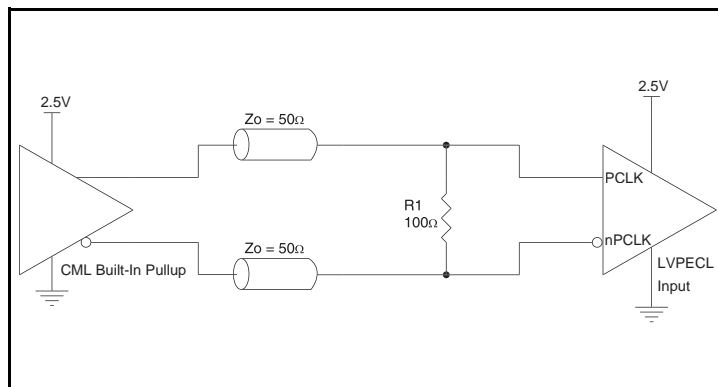 2.5V
2.5V
Zo = 50Ω
PCLK
R1
100Ω
nPCLK
Zo = 50Ω
CML Built-In Pullup
LVPECL
Input